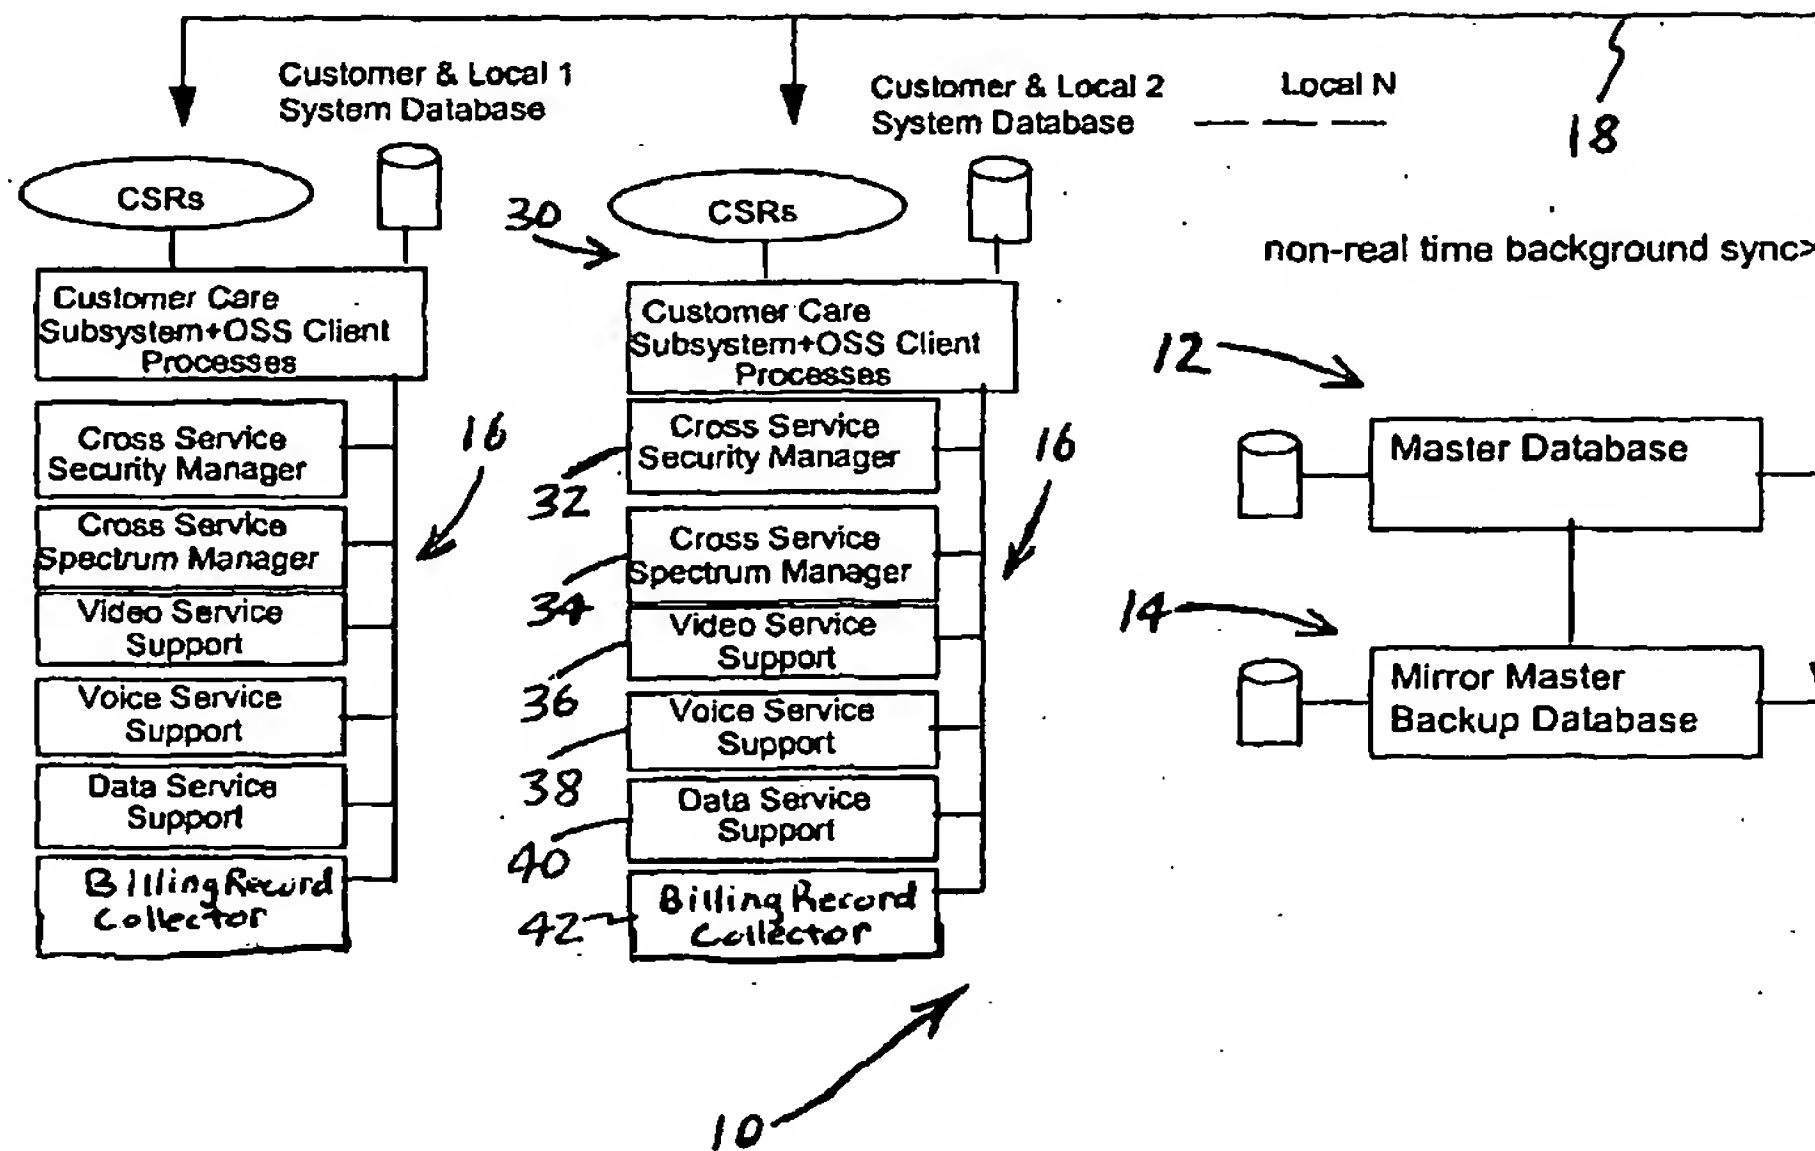 Customer & Local 1
System Database
Customer & Local 2
System Database
Local N
18
CSRs
30
CSRs
non-real time background sync>
Customer Care
Subsystem+OSS Client
Processes
Customer Care
Subsystem+OSS Client
Processes
12
Cross Service
Security Manager
16
32
Cross Service
Security Manager
16
Master Database
Cross Service
Spectrum Manager
34
Cross Service
Spectrum Manager
14
Video Service
Support
36
Video Service
Support
Mirror Master
Backup Database
Voice Service
Support
38
Voice Service
Support
Data Service
Support
40
Data Service
Support
Billing Record
Collector
42
Billing Record
Collector
10